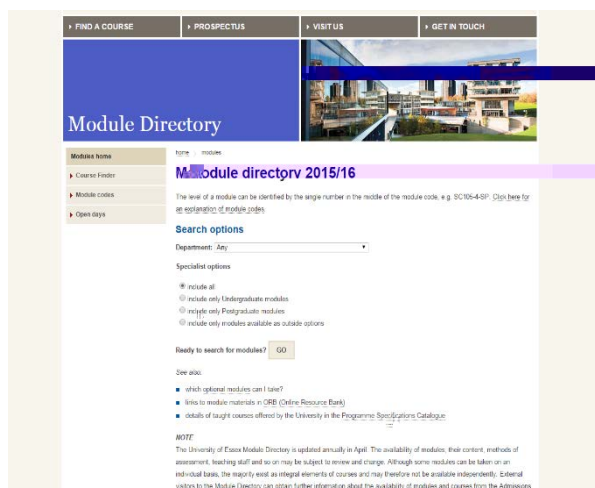 FIND A COURSE
PROSPECTUS
VISIT US
GET IN TOUCH
Module Directory
Modules home
Course Finder
Module codes
Open days
home modules
directory 2015/16
The level of a module can be identified by the single number in the middle of the module code, e.g. SC105-4-SP. Click here for
an explanation of module codes.
Search options
Department: Any
Specialist options
include all
include only Undergraduate modules
include only Postgraduate modules
include only modules available as outside options
Ready to search for modules? GO
See also:
which optional modules can I take?
links to module materials in ORB (Online Resource Bank)
details of taught courses offered by the University in the Programme Specifications Catalogue
NOTE
The University of Essex Module Directory is updated annually in April. The availability of modules, their content, methods of
assessment, teaching staff and so on may be subject to review and change. Although some modules can be taken on an
individual basis, the majority exist as integral elements of courses and may therefore not be available independently. External
visitors to the Module Directory can obtain further information about the availability of modules and courses from the Admissions